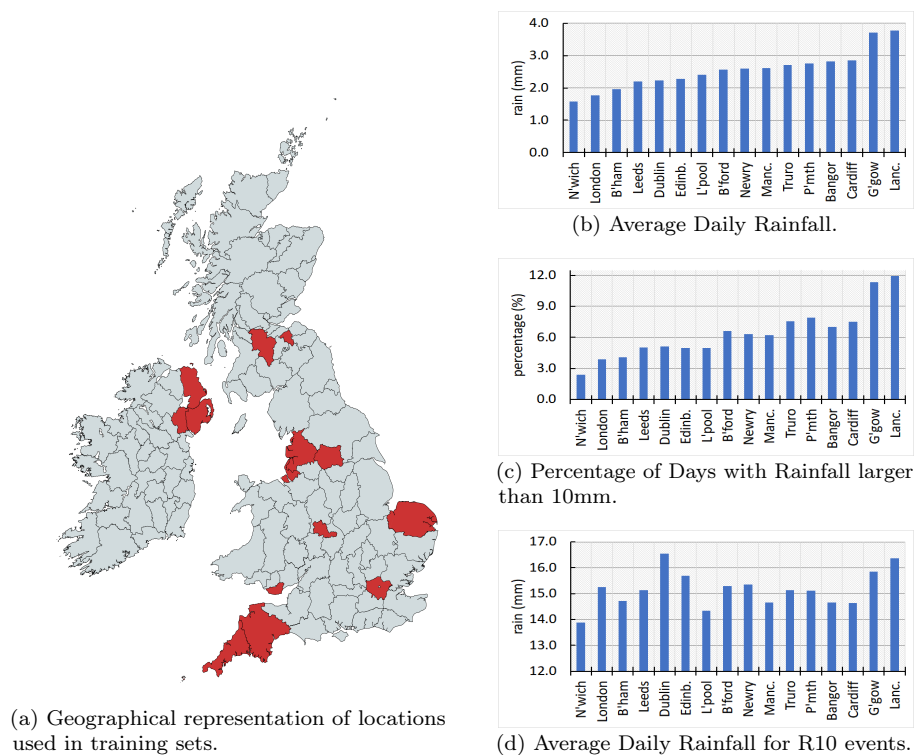 (a) Geographical representation of locations
used in training sets.
rain (mm)
4.0
3.0
2.0
1.0
0.0
N'wich
London
B'ham
Leeds
Dublin
Edinb.
L'pool
B'ford
Newry
Manc.
Truro
P'mth
Bangor
Cardiff
G'gow
Lanc.
(b) Average Daily Rainfall.
percentage (%)
12.0
9.0
6.0
3.0
0.0
N'wich
London
B'ham
Leeds
Dublin
Edinb.
L'pool
B'ford
Newry
Manc.
Truro
P'mth
Bangor
Cardiff
G'gow
Lanc.
(c) Percentage of Days with Rainfall larger
than 10mm.
rain (mm)
17.0
16.0
15.0
14.0
13.0
12.0
N'wich
London
B'ham
Leeds
Dublin
Edinb.
L'pool
B'ford
Newry
Manc.
Truro
P'mth
Bangor
Cardiff
G'gow
Lanc.
(d) Average Daily Rainfall for R10 events.